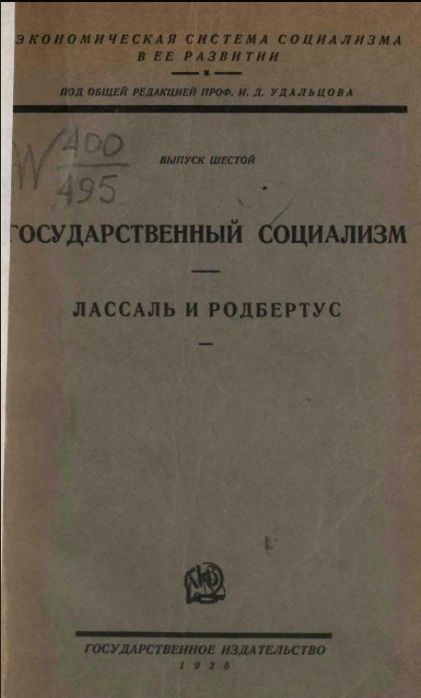 ЭКОНОМИЧЕСКАЯ СИСТЕМА СОЦИАЛИЗМА
В ЕЕ РАЗВИТИИ
ПОД ОБЩЕЙ РЕДАКЦИЕЙ ПРОФ. И. Д. УДАЛЬЦОВА
W 400
495
ВЫПУСК ШЕСТОЙ
ГОСУДАРСТВЕННЫЙ СОЦИАЛИЗМ
ЛАССАЛЬ И РОДБЕРТУС
ГОСУДАРСТВЕННОЕ ИЗДАТЕЛЬСТВО
1925